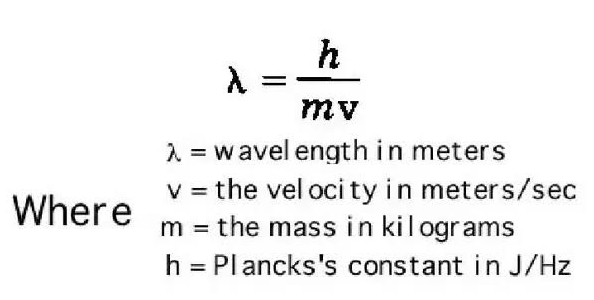 λ = h/mv
λ = wavelength in meters
v = the velocity in meters/sec
Where
m = the mass in kilograms
h = Plancks's constant in J/Hz